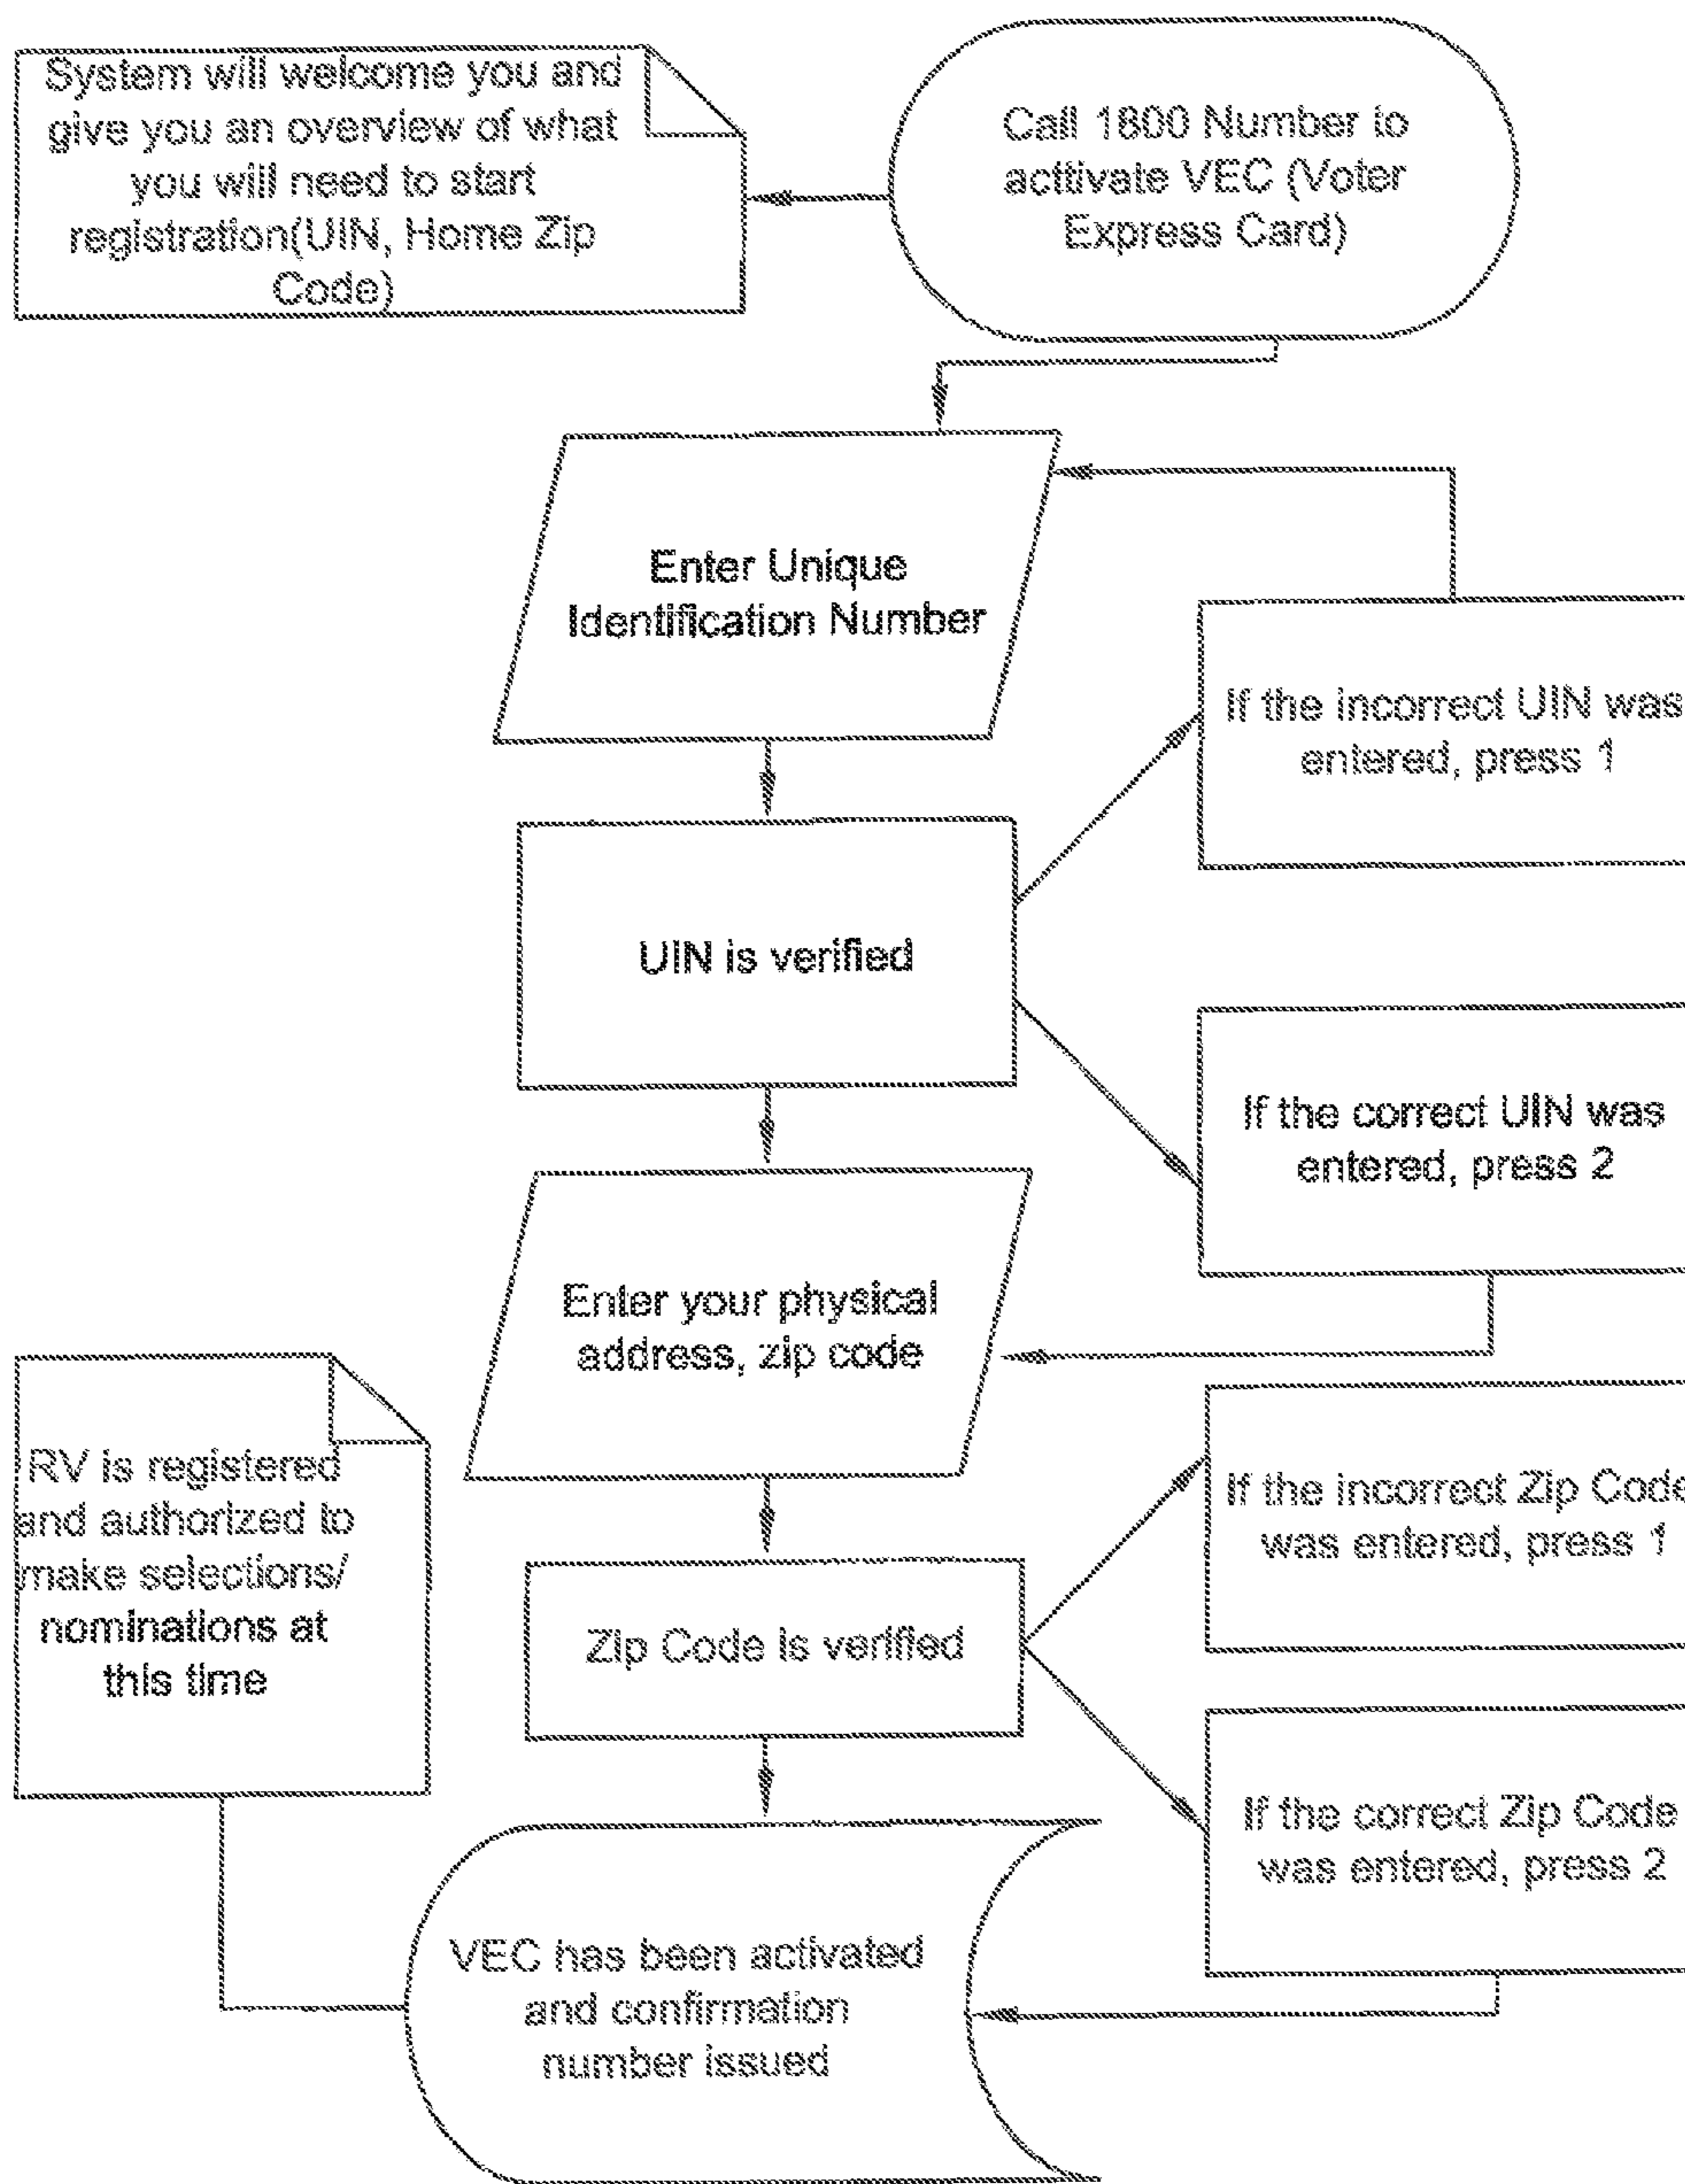 System will welcome you and
give you an overview of what
you will need to start
registration(UIN, Home Zip
Code)
Call 1800 Number to
acttivate VEC (Voter
Express Card)
Enter Unique
Identification Number
If the incorrect UIN was
entered, press 1
UIN is verified
If the correct UIN was
entered, press 2
Enter your physical
address, zip code
RV is registered
and authorized to
make selections/
nominations at
this time
If the incorrect Zip Code
was entered, press 1
Zip Code is verified
If the correct Zip Code
was entered, press 2
VEC has been activated
and confirmation
number issued